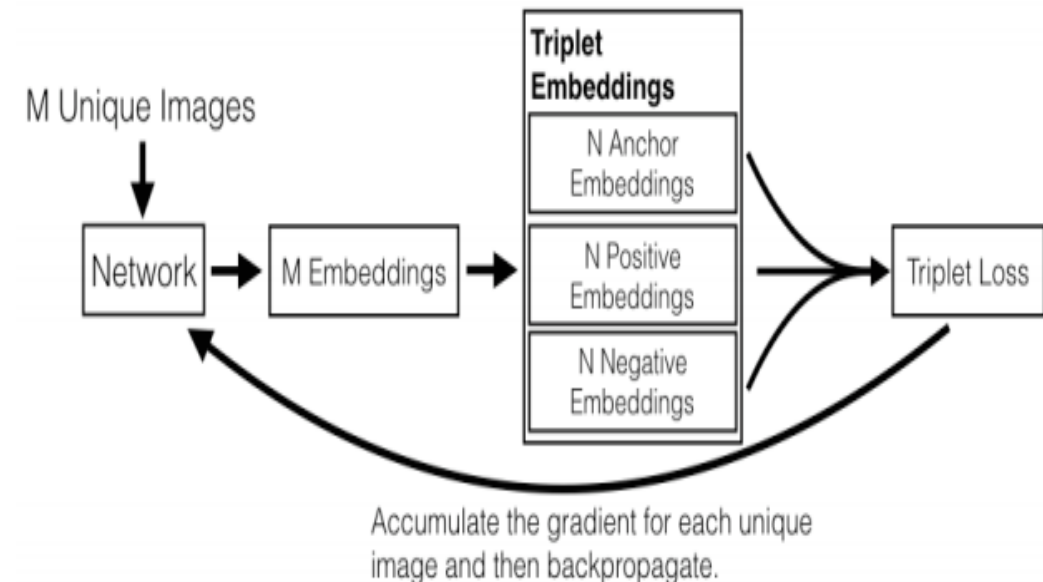 M Unique Images
Network
M Embeddings
Triplet
Embeddings
N Anchor
Embeddings
N Positive
Embeddings
N Negative
Embeddings
Triplet Loss
Accumulate the gradient for each unique
image and then backpropagate.